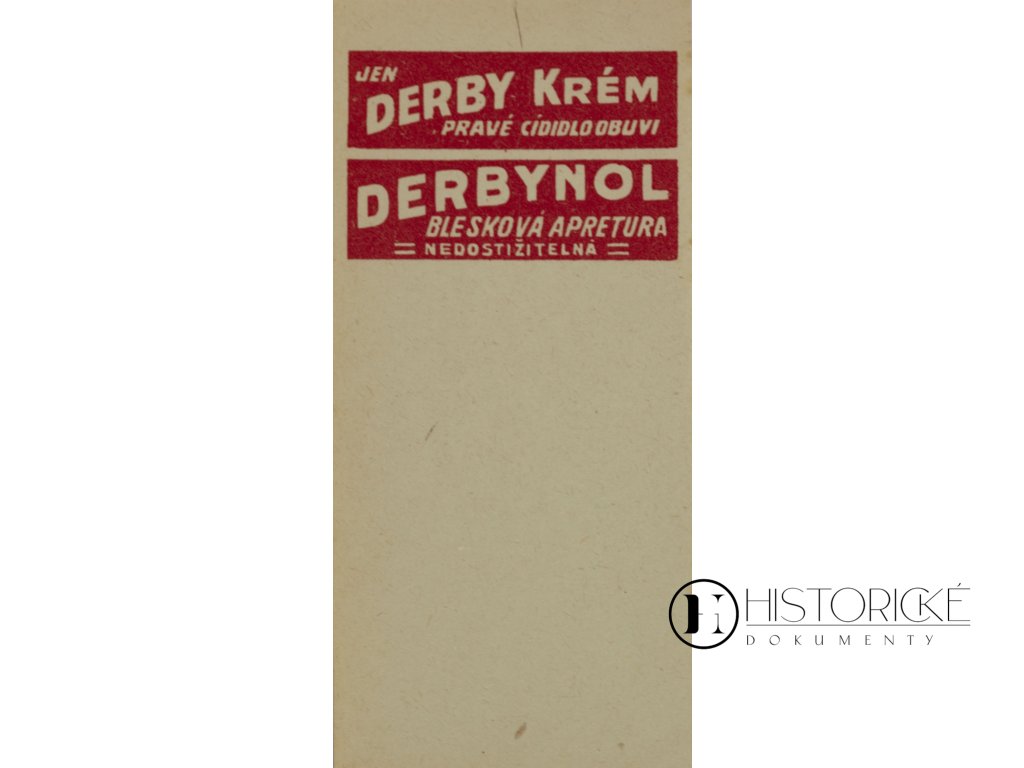 JEN
DERBY KRÉM
PRAVÉ CÍDIDLO OBUVI
DERBYNOL
BLESKOVÁ APRETURA
= NEDOSTIŽITELNÁ =
HISTORICKÉ
DOKUMENTY